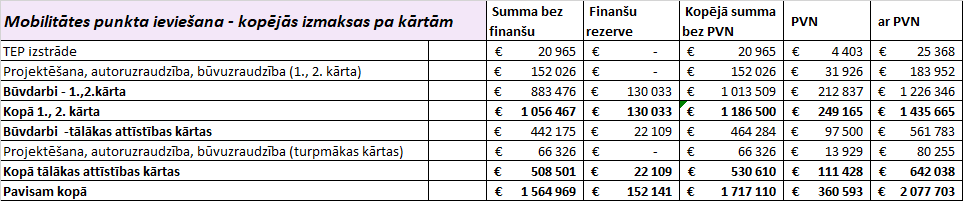 Mobilitātes punkta ieviešana - kopējās izmaksas pa kārtām Summa bez finanšu Finanšu rezerve Kopējā summa bez PVN PVN ar PVN
TEP izstrāde € 20 965 € - € 20 965 € 4 403 € 25 368
Projektēšana, autoruzraudzība, būvuzraudzība (1., 2. kārta) € 152 026 € - € 152 026 € 31 926 € 183 952
Būvdarbi - 1.,2.kārta € 883 476 € 130 033 € 1 013 509 € 212 837 € 1 226 346
Kopā 1., 2. kārta € 1 056 467 € 130 033 € 1 186 500 € 249 165 € 1 435 665
Būvdarbi -tālākas attīstības kārtas € 442 175 € 22 109 € 464 284 € 97 500 € 561 783
Projektēšana, autoruzraudzība, būvuzraudzība (turpmākas kārtas) € 66 326 € - € 66 326 € 13 929 € 80 255
Kopā tālākas attīstības kārtas € 508 501 € 22 109 € 530 610 € 111 428 € 642 038
Pavisam kopā € 1 564 969 € 152 141 € 1 717 110 € 360 593 € 2 077 703